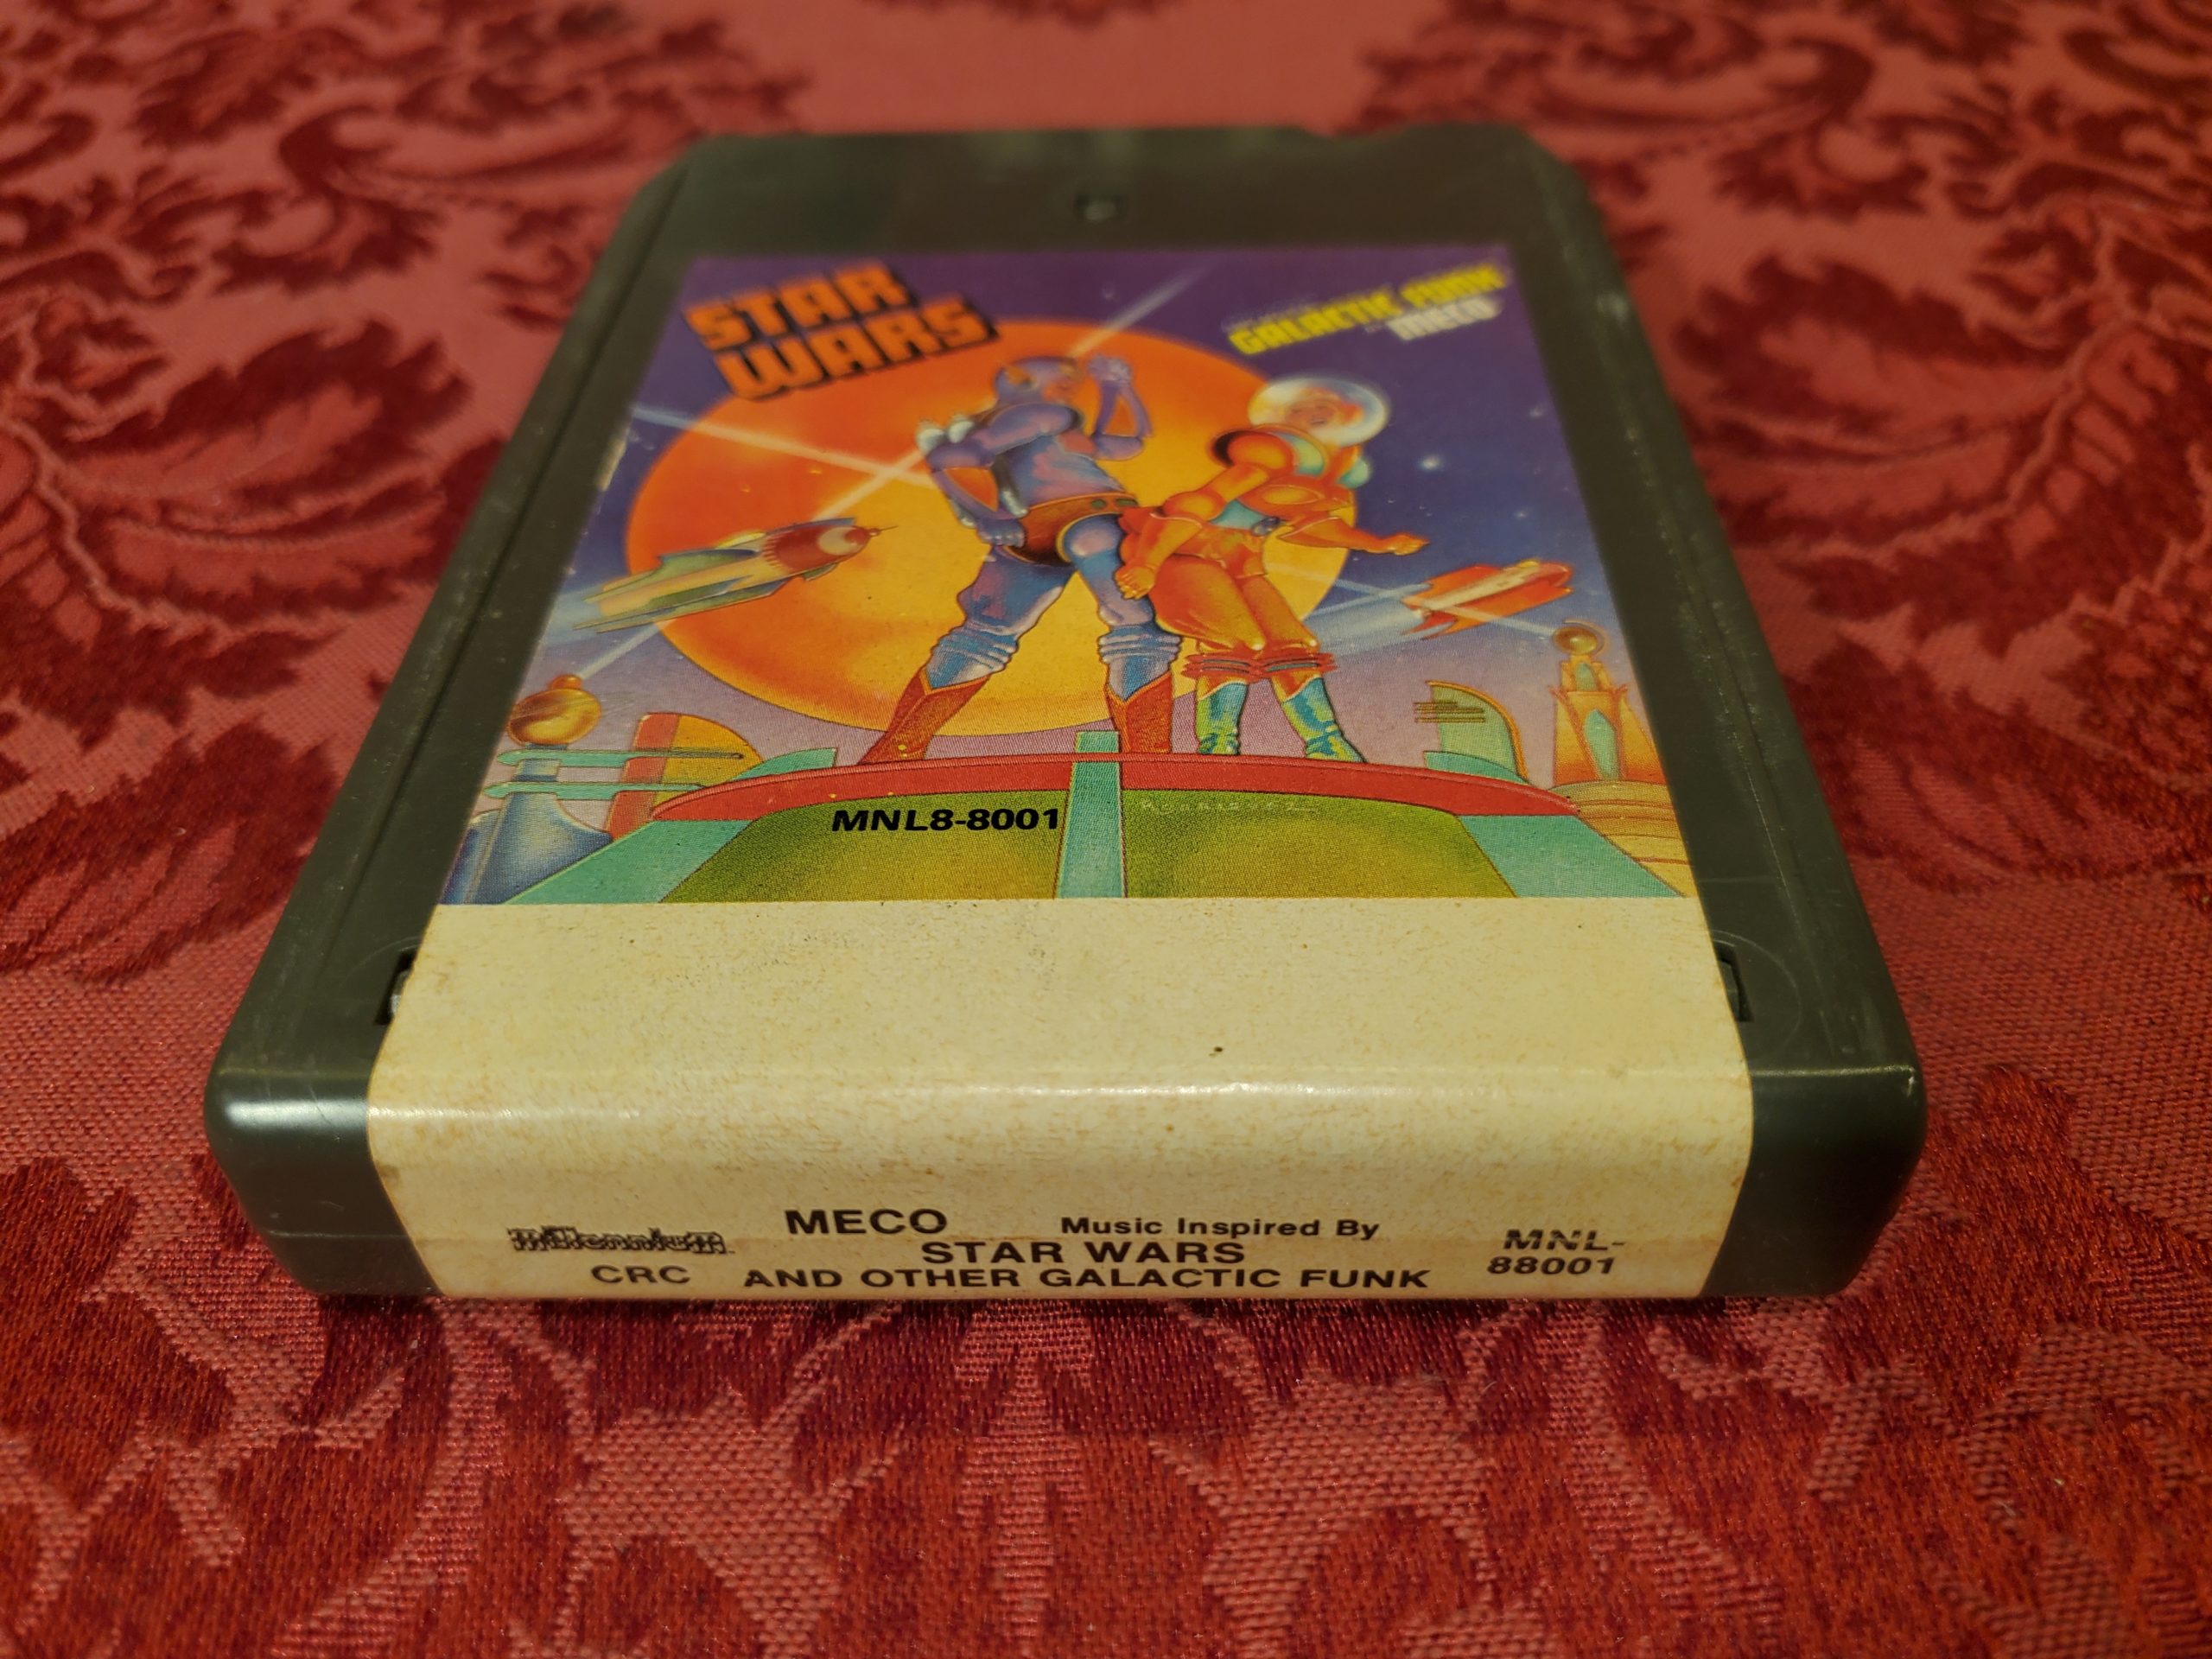 STAR
WARS
GALACTIC FUNK
MECO
MNL8-8001
millennium
CRC
MECO Music Inspired By
STAR WARS
AND OTHER GALACTIC FUNK
MNL-
88001